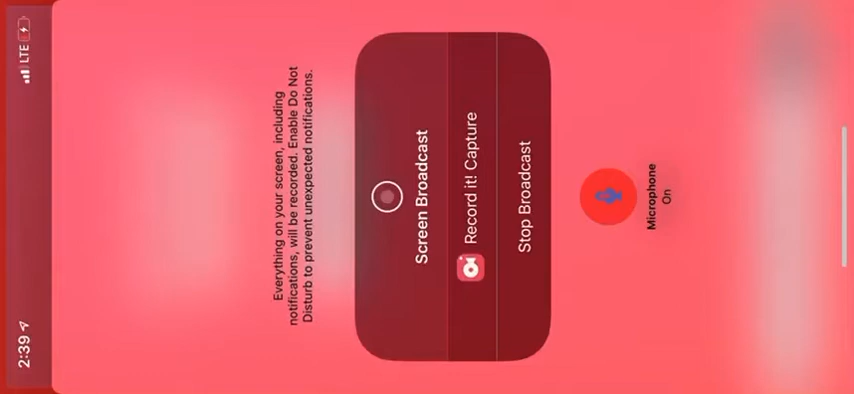 2:39
LTE
Everything on your screen, including
notifications, will be recorded. Enable Do Not
Disturb to prevent unexpected notifications.
Screen Broadcast
Record it! Capture
Stop Broadcast
Microphone
On